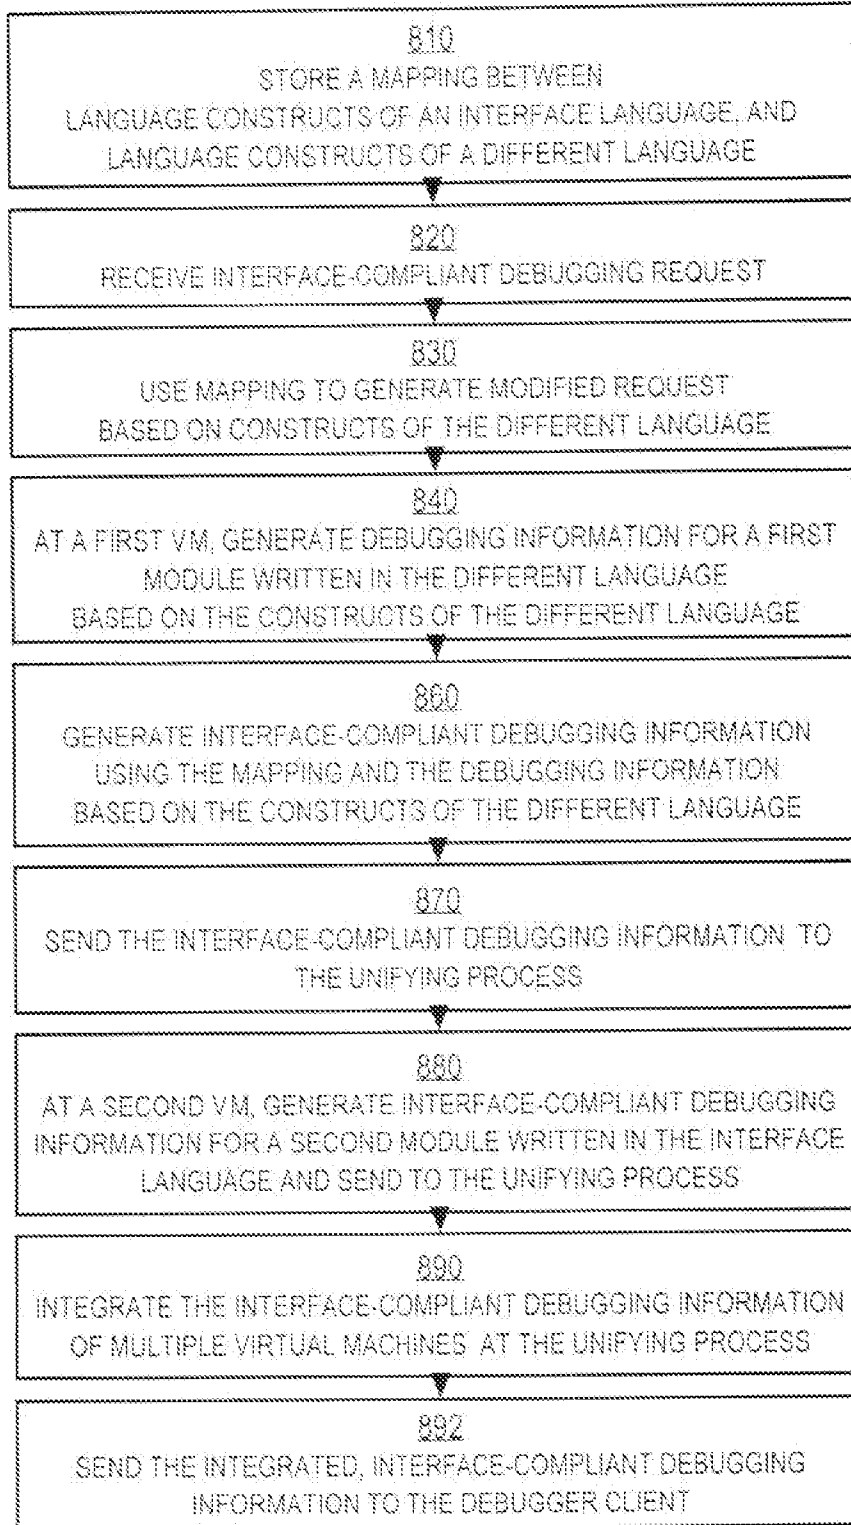 810
STORE A MAPPING BETWEEN
LANGUAGE CONSTRUCTS OF AN INTERFACE LANGUAGE, AND
LANGUAGE CONSTRUCTS OF A DIFFERENT LANGUAGE
820
RECEIVE INTERFACE-COMPLIANT DEBUGGING REQUEST
830
USE MAPPING TO GENERATE MODIFIED REQUEST
BASED ON CONSTRUCTS OF THE DIFFERENT LANGUAGE
840
AT A FIRST VM, GENERATE DEBUGGING INFORMATION FOR A FIRST
MODULE WRITTEN IN THE DIFFERENT LANGUAGE
BASED ON THE CONSTRUCTS OF THE DIFFERENT LANGUAGE
860
GENERATE INTERFACE-COMPLIANT DEBUGGING INFORMATION
USING THE MAPPING AND THE DEBUGGING INFORMATION
BASED ON THE CONSTRUCTS OF THE DIFFERENT LANGUAGE
870
SEND THE INTERFACE-COMPLIANT DEBUGGING INFORMATION TO
THE UNIFYING PROCESS
880
AT A SECOND VM, GENERATE INTERFACE-COMPLIANT DEBUGGING
INFORMATION FOR A SECOND MODULE WRITTEN IN THE INTERFACE
LANGUAGE AND SEND TO THE UNIFYING PROCESS
890
INTEGRATE THE INTERFACE-COMPLIANT DEBUGGING INFORMATION
OF MULTIPLE VIRTUAL MACHINES AT THE UNIFYING PROCESS
892
SEND THE INTEGRATED, INTERFACE-COMPLIANT DEBUGGING
INFORMATION TO THE DEBUGGER CLIENT